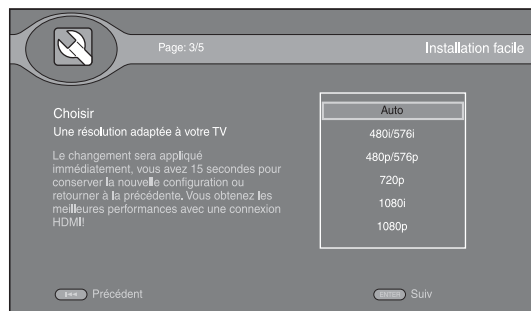 Page: 3/5
Installation facile
Choisir
Une résolution adaptée à votre TV
Le changement sera appliqué
immédiatement, vous avez 15 secondes pour
conserver la nouvelle configuration ou
retourner à la précédente. Vous obtenez les
meilleures performances avec une connexion
HDMI!
Auto
480i/576i
480p/576p
720p
1080i
1080p
Précédent
ENTER Suiv